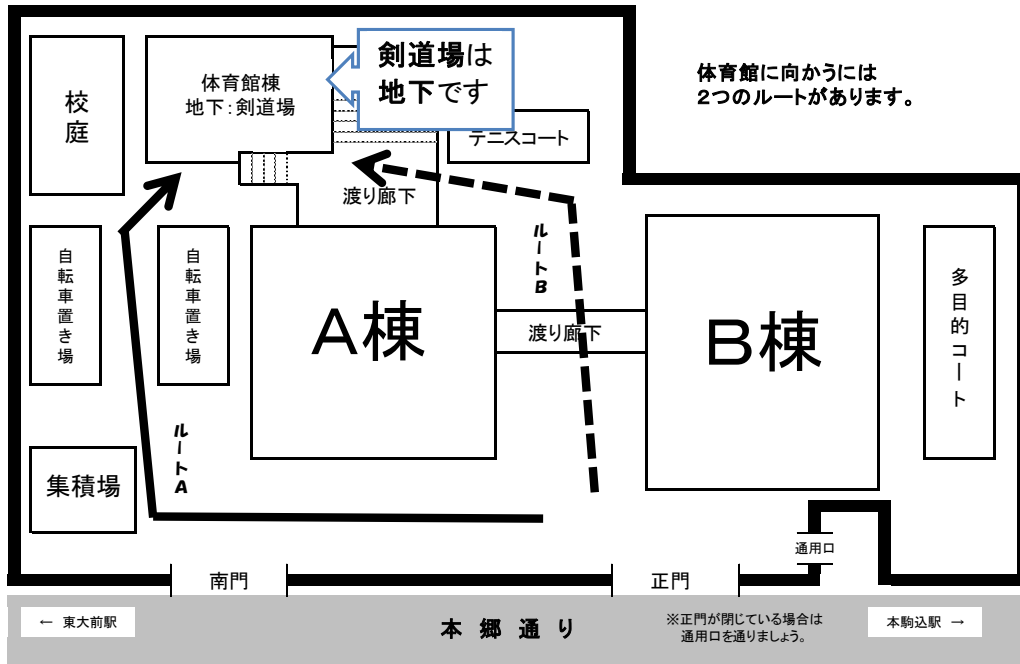 校庭
体育館棟
地下：剣道場
剣道場は
地下です
体育館に向かうには
２つのルートがあります。
テニスコート
渡り廊下
自転車置き場
自転車置き場
ルートB
A棟
渡り廊下
B棟
多目的コート
ルートA
集積場
通用口
南門
正門
← 東大前駅
本郷通り
※正門が閉じている場合は
通用口を通りましょう。
本駒込駅 →